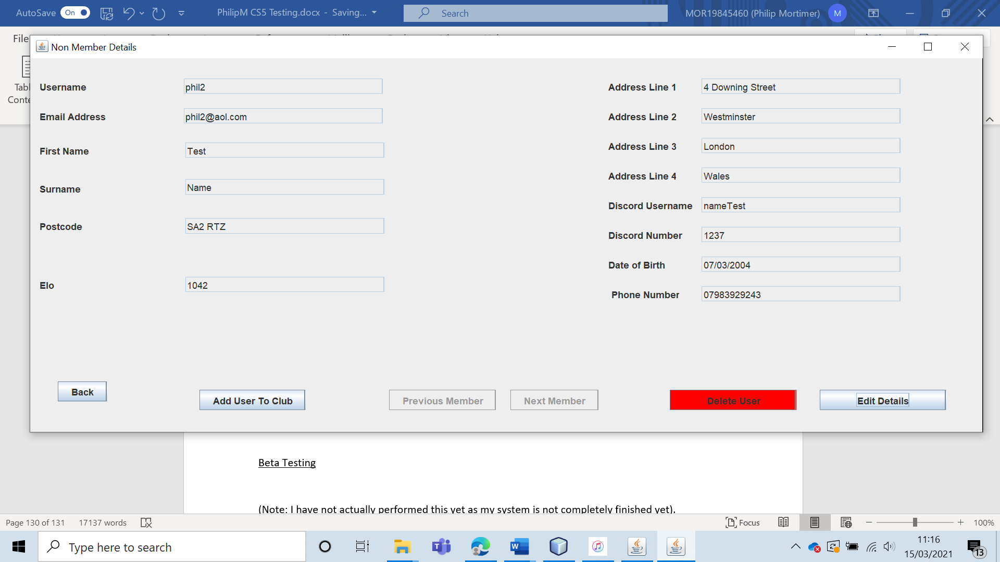 AutoSave On PhilipM CS5 Testing.docx - Saving... Search MOR19845460 (Philip Mortimer) M
File
Non Member Details
Tabl
Conte
Username phil2
Email Address phil2@aol.com
First Name Test
Surname Name
Postcode SA2 RTZ
Elo 1042
Address Line 1 4 Downing Street
Address Line 2 Westminster
Address Line 3 London
Address Line 4 Wales
Discord Username nameTest
Discord Number 1237
Date of Birth 07/03/2004
Phone Number 07983929243
Back Add User To Club Previous Member Next Member Delete User Edit Details
Beta Testing
(Note: I have not actually performed this yet as my system is not completely finished yet).
Page 130 of 131 17137 words Focus 100%
Type here to search
11:16
15/03/2021
13